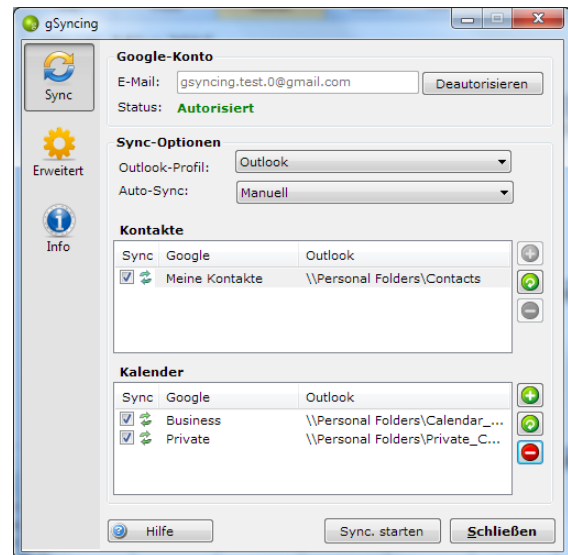 gSyncing
Sync
Erweitert
Info
Google-Konto
E-Mail: gsyncing.test.0@gmail.com Deautorisieren
Status: Autorisiert
Sync-Optionen
Outlook-Profil: Outlook
Auto-Sync: Manuell
Kontakte
Sync Google Outlook
Meine Kontakte \\Personal Folders\Contacts
Kalender
Sync Google Outlook
Business \\Personal Folders\Calendar_...
Private \\Personal Folders\Private_C...
Hilfe Sync. starten Schließen